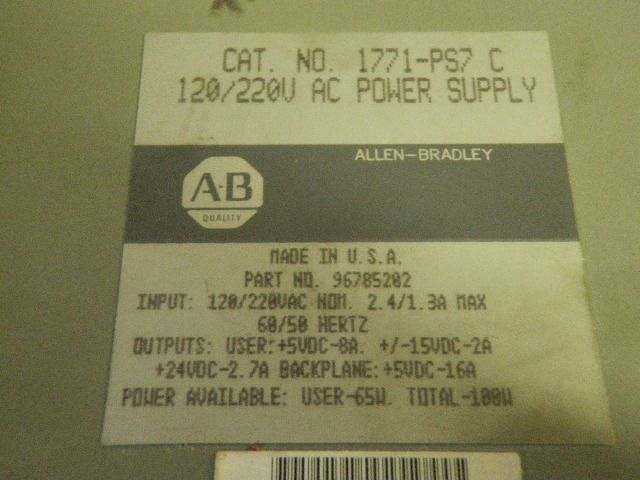 CAT. NO. 1771-PS7 C
120/220V AC POWER SUPPLY
ALLEN-BRADLEY
A-B
QUALITY
MADE IN U.S.A.
PART NO. 96785202
INPUT: 120/220VAC NOM. 2.4/1.3A MAX
60/50 HERTZ
OUTPUTS: USER:+5VDC-8A. +/-15VDC-2A
+24VDC-2.7A BACKPLANE:+5VDC-16A
POWER AVAILABLE: USER-65W. TOTAL-100W